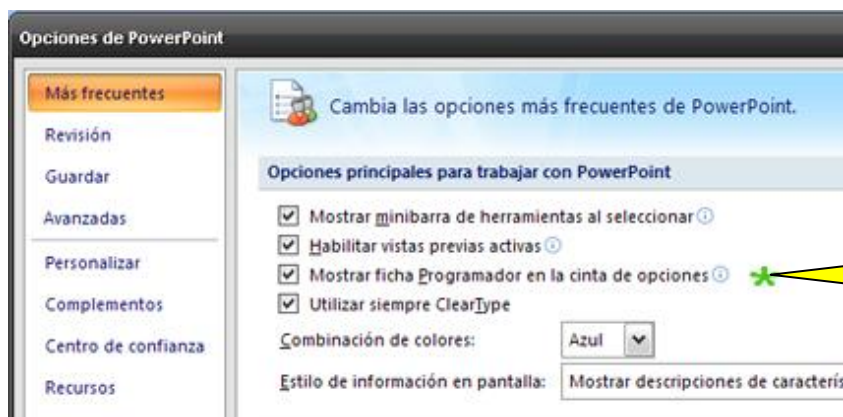 Opciones de PowerPoint
Más frecuentes
Revisión
Guardar
Avanzadas
Personalizar
Complementos
Centro de confianza
Recursos
Cambia las opciones más frecuentes de PowerPoint.
Opciones principales para trabajar con PowerPoint
Mostrar minibarra de herramientas al seleccionar
Habilitar vistas previas activas
Mostrar ficha Programador en la cinta de opciones
Utilizar siempre ClearType
Combinación de colores: Azul
Estilo de información en pantalla: Mostrar descripciones de caracterís